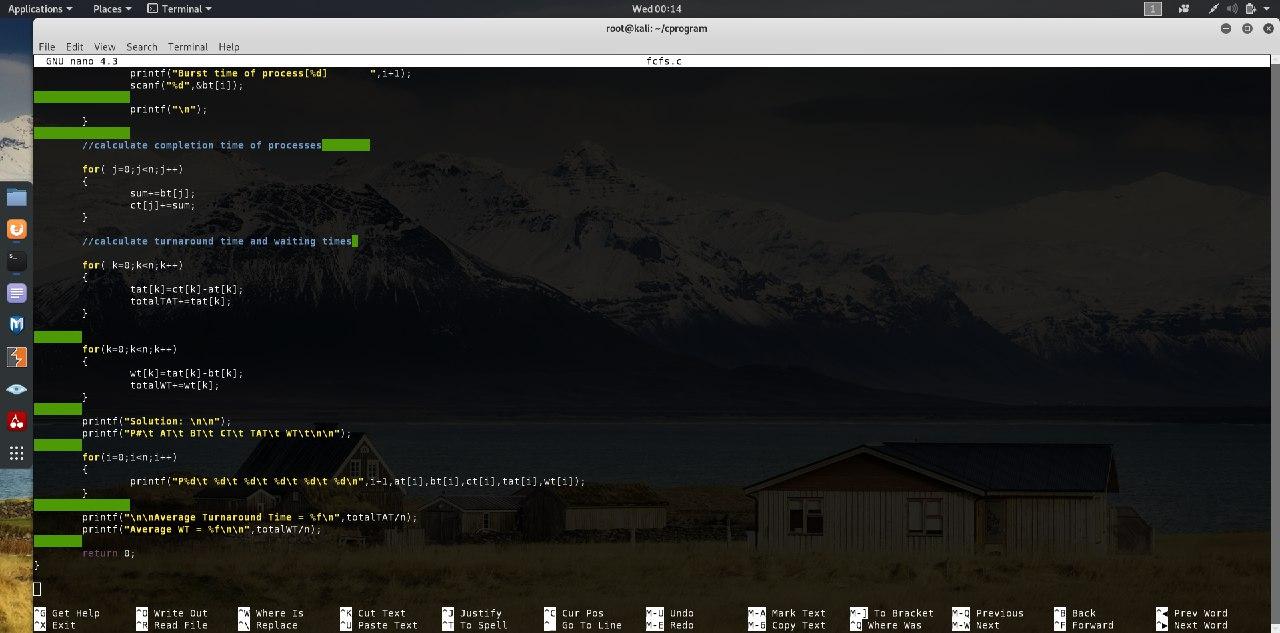 Applications Places Terminal Wed 00:14 1
root@kali: ~/cprogram
File Edit View Search Terminal Help
GNU nano 4.3 fcfs.c
printf("Burst time of process[%d] ",i+1);
scanf("%d",&bt[i]);
printf("\n");
}
//calculate completion time of processes
for( j=0;j<n;j++)
{
sum+=bt[j];
ct[j]+=sum;
}
//calculate turnaround time and waiting times
for( k=0;k<n;k++)
{
tat[k]=ct[k]-at[k];
totalTAT+=tat[k];
}
for(k=0;k<n;k++)
{
wt[k]=tat[k]-bt[k];
totalWT+=wt[k];
}
printf("Solution: \n\n");
printf("P#\t AT\t BT\t CT\t TAT\t WT\t\n\n");
for(i=0;i<n;i++)
{
printf("P%d\t %d\t %d\t %d\t %d\t %d\n",i+1,at[i],bt[i],ct[i],tat[i],wt[i]);
}
printf("\n\nAverage Turnaround Time = %f\n",totalTAT/n);
printf("Average WT = %f\n\n",totalWT/n);
return 0;
}
^G Get Help ^O Write Out ^W Where Is ^K Cut Text ^J Justify ^C Cur Pos M-U Undo M-A Mark Text M-] To Bracket M-Q Previous ^B Back ^◀ Prev Word
^X Exit ^R Read File ^\ Replace ^U Paste Text ^T To Spell ^_ Go To Line M-E Redo M-6 Copy Text ^Q Where Was M-W Next ^F Forward ^▶ Next Word